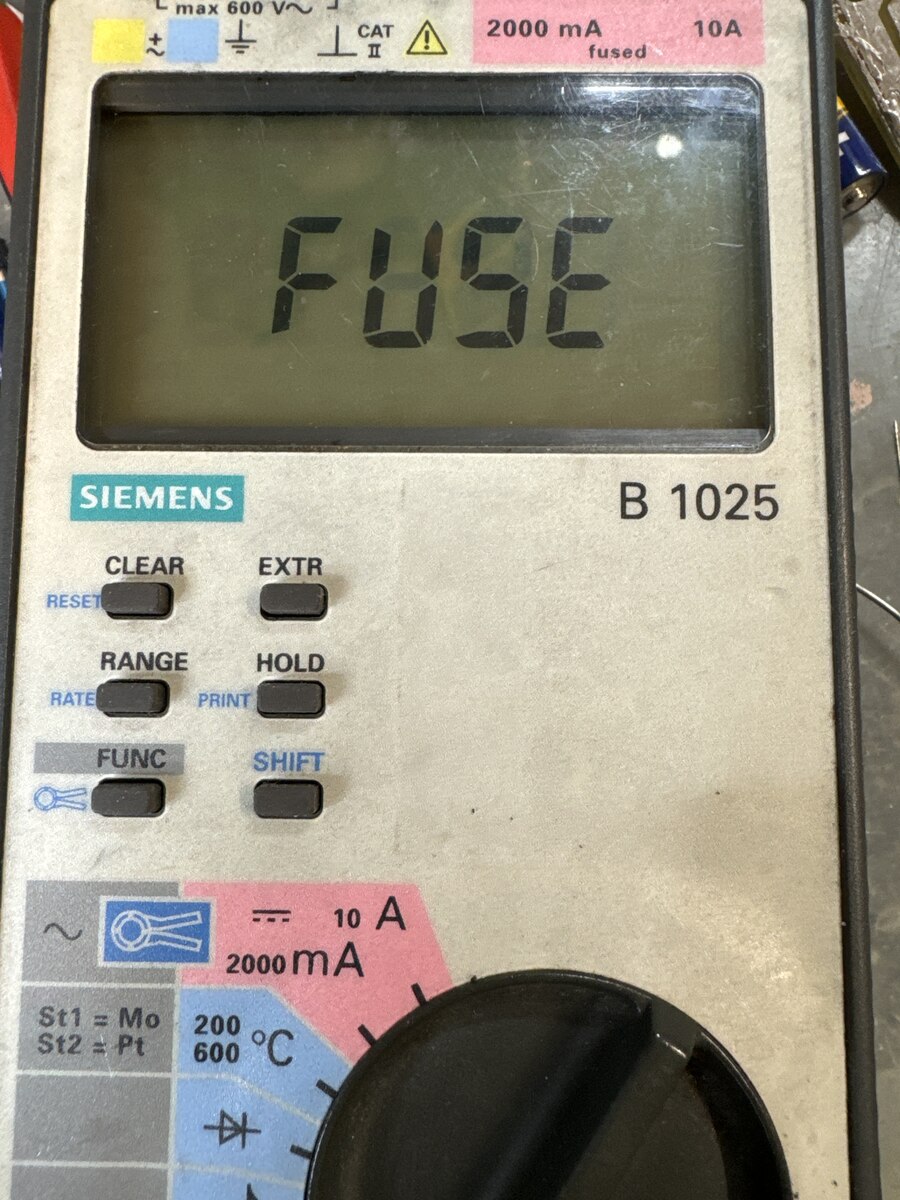 max 600 V~
± CAT II 2000 mA 10A
fused
FUSE
SIEMENS B 1025
CLEAR EXTR
RESET
RANGE HOLD
RATE PRINT
FUNC SHIFT
~ ⎓ 10 A
2000 mA
St1 = Mo 200
St2 = Pt 600 °C